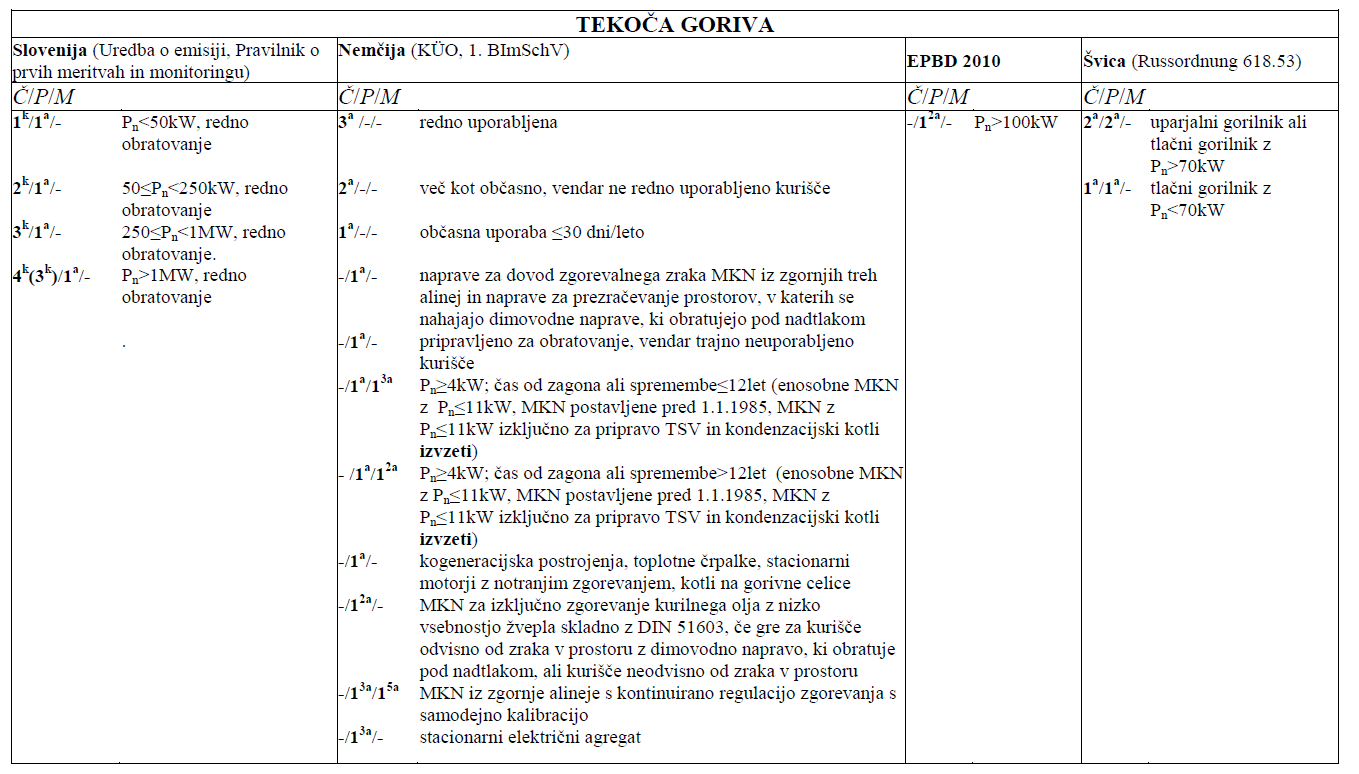 TEKOČA GORIVA
Slovenija (Uredba o emisiji, Pravilnik o
prvih meritvah in monitoringu)
Č/P/M
1k/1a/- Pn<50kW, redno
obratovanje
2k/1a/- 50≤Pn<250kW, redno
obratovanje
3k/1a/- 250≤Pn<1MW, redno
obratovanje.
4k(3k)/1a/- Pn>1MW, redno
obratovanje
.
Nemčija (KÜO, 1. BImSchV)
Č/P/M
3a /-/- redno uporabljena
2a/-/- več kot občasno, vendar ne redno uporabljeno kurišče
1a/-/- občasna uporaba ≤30 dni/leto
-/1a/- naprave za dovod zgorevalnega zraka MKN iz zgornjih treh
alinej in naprave za prezračevanje prostorov, v katerih se
nahajajo dimovodne naprave, ki obratujejo pod nadtlakom
-/1a/- pripravljeno za obratovanje, vendar trajno neuporabljeno
kurišče
-/1a/13a Pn≥4kW; čas od zagona ali spremembe≤12let (enosobne MKN
z Pn≤11kW, MKN postavljene pred 1.1.1985, MKN z
Pn≤11kW izključno za pripravo TSV in kondenzacijski kotli
izvzeti)
- /1a/12a Pn≥4kW; čas od zagona ali spremembe>12let (enosobne MKN
z Pn≤11kW, MKN postavljene pred 1.1.1985, MKN z
Pn≤11kW izključno za pripravo TSV in kondenzacijski kotli
izvzeti)
-/1a/- kogeneracijska postrojenja, toplotne črpalke, stacionarni
motorji z notranjim zgorevanjem, kotli na gorivne celice
-/12a/- MKN za izključno zgorevanje kurilnega olja z nizko
vsebnostjo žvepla skladno z DIN 51603, če gre za kurišče
odvisno od zraka v prostoru z dimovodno napravo, ki obratuje
pod nadtlakom, ali kurišče neodvisno od zraka v prostoru
-/13a/15a MKN iz zgornje alineje s kontinuirano regulacijo zgorevanja s
samodejno kalibracijo
-/13a/- stacionarni električni agregat
EPBD 2010
Č/P/M
-/12a/- Pn>100kW
Švica (Russordnung 618.53)
Č/P/M
2a/2a/- uparjalni gorilnik ali
tlačni gorilnik z
Pn>70kW
1a/1a/- tlačni gorilnik z
Pn<70kW